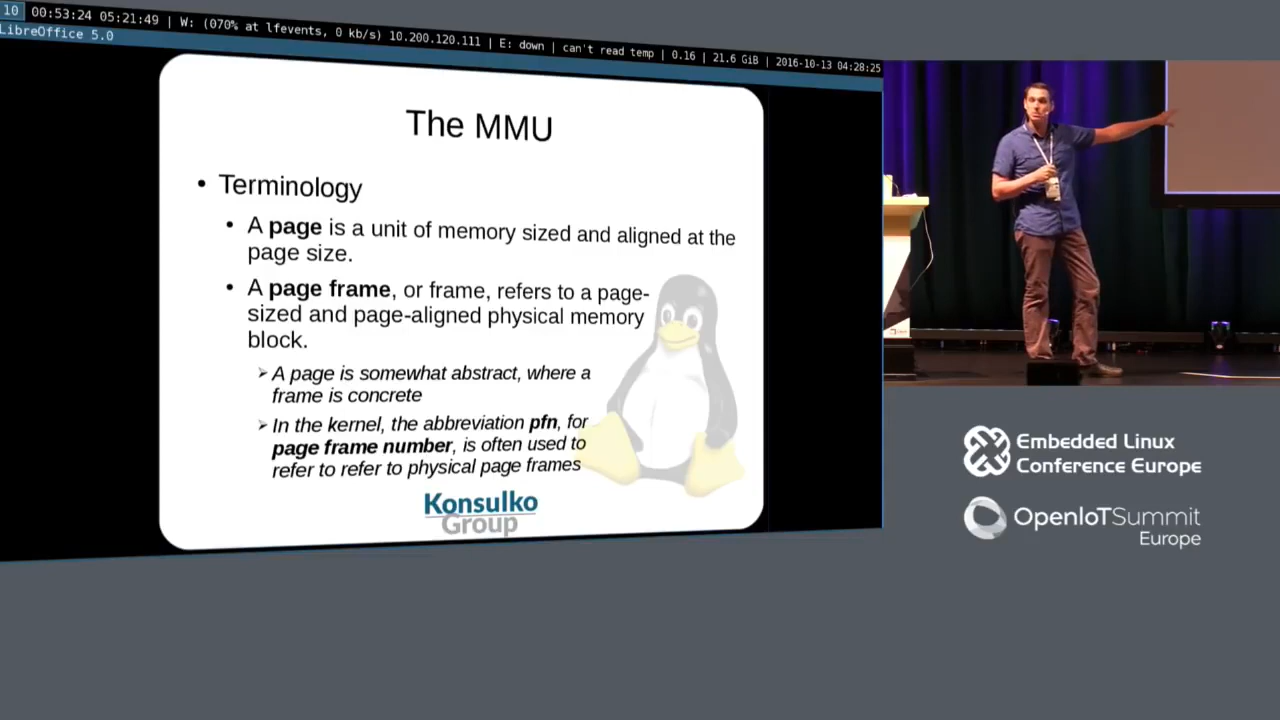 10 00:53:24 05:21:49 | W: (070% at lfevents, 0 kb/s) 10.200.120.111 | E: down | can't read temp | 0.16 | 21.6 GiB | 2016-10-13 04:28:25
LibreOffice 5.0
The MMU
• Terminology
• A page is a unit of memory sized and aligned at the
page size.
• A page frame, or frame, refers to a page-
sized and page-aligned physical memory
block.
➢ A page is somewhat abstract, where a
frame is concrete
➢ In the kernel, the abbreviation pfn, for
page frame number, is often used to
refer to refer to physical page frames
Konsulko
Group
Embedded Linux
Conference Europe
OpenIoTSummit
Europe